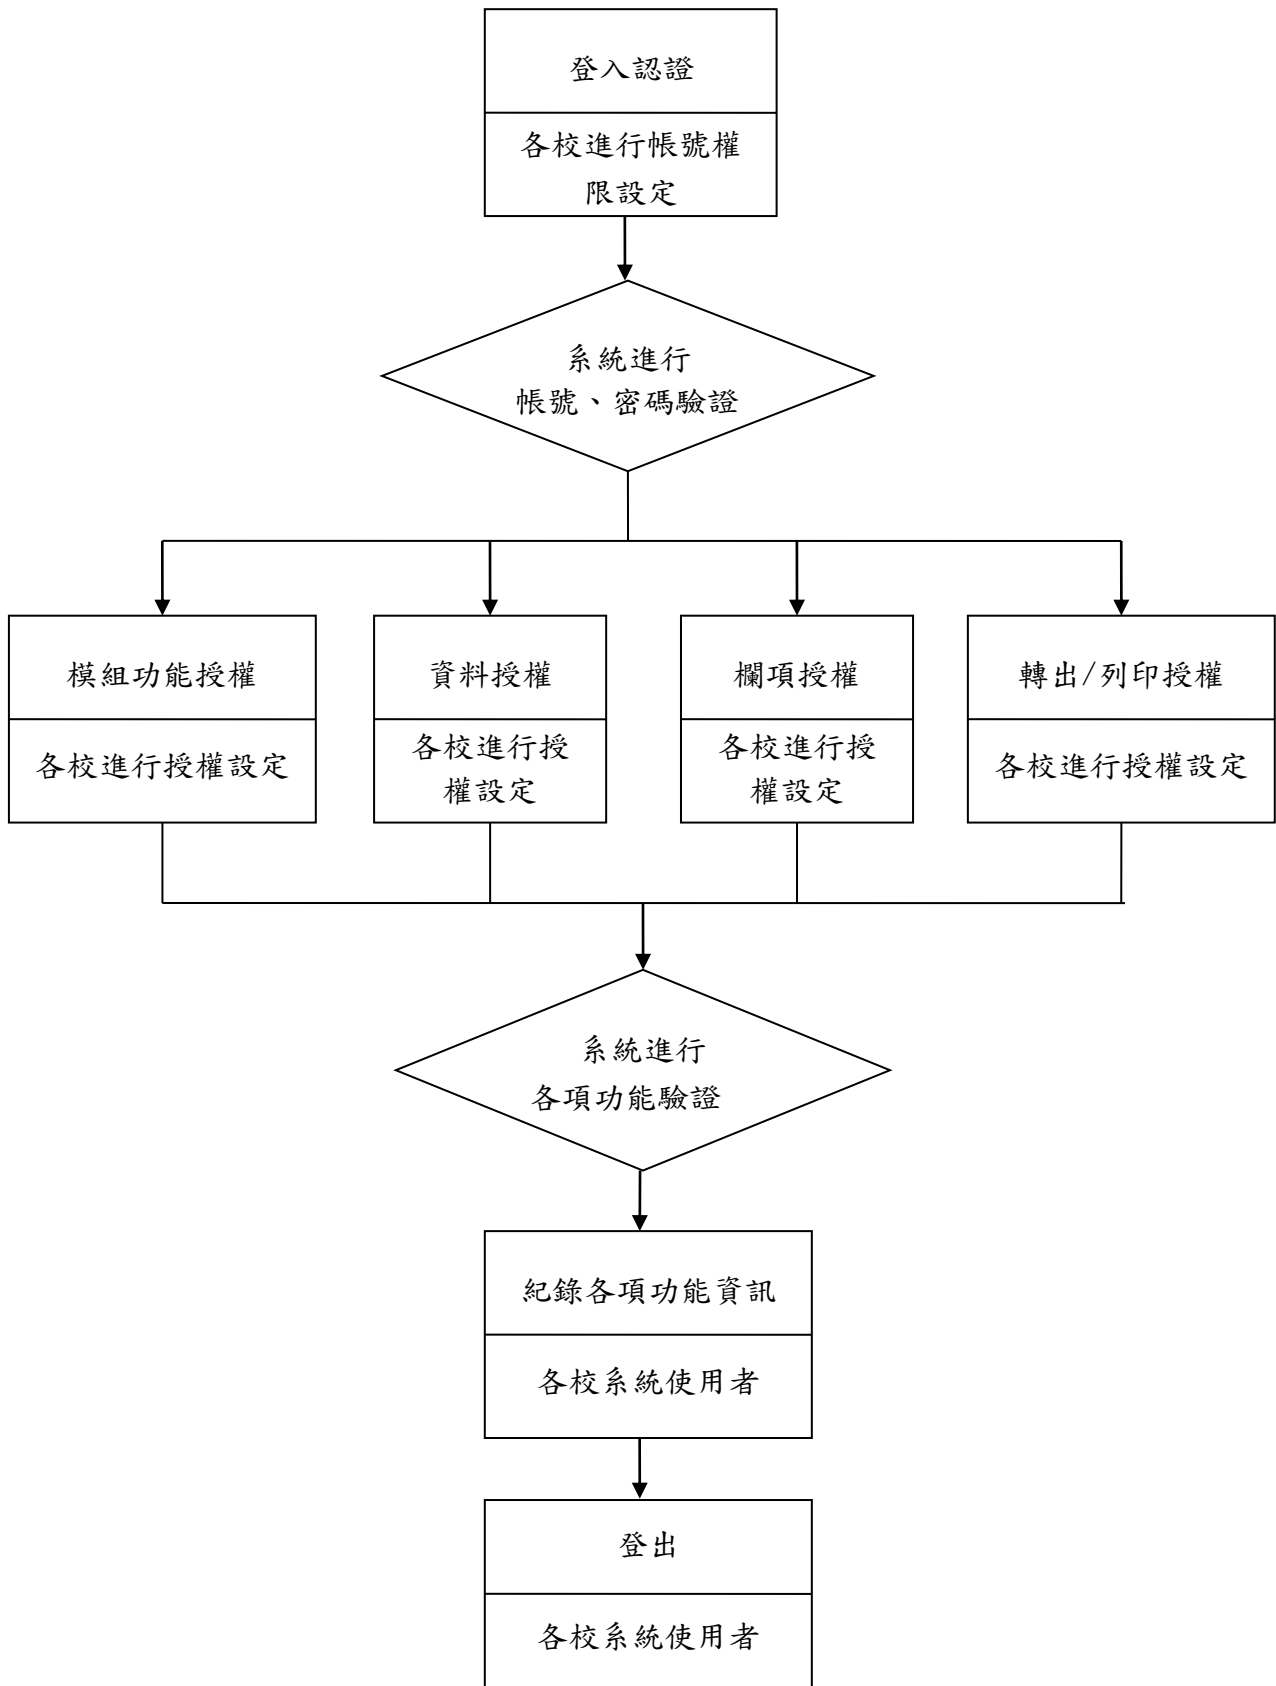 登入認證
各校進行帳號權
限設定
系統進行
帳號、密碼驗證
模組功能授權
各校進行授權設定
資料授權
各校進行授
權設定
欄項授權
各校進行授
權設定
轉出/列印授權
各校進行授權設定
系統進行
各項功能驗證
紀錄各項功能資訊
各校系統使用者
登出
各校系統使用者